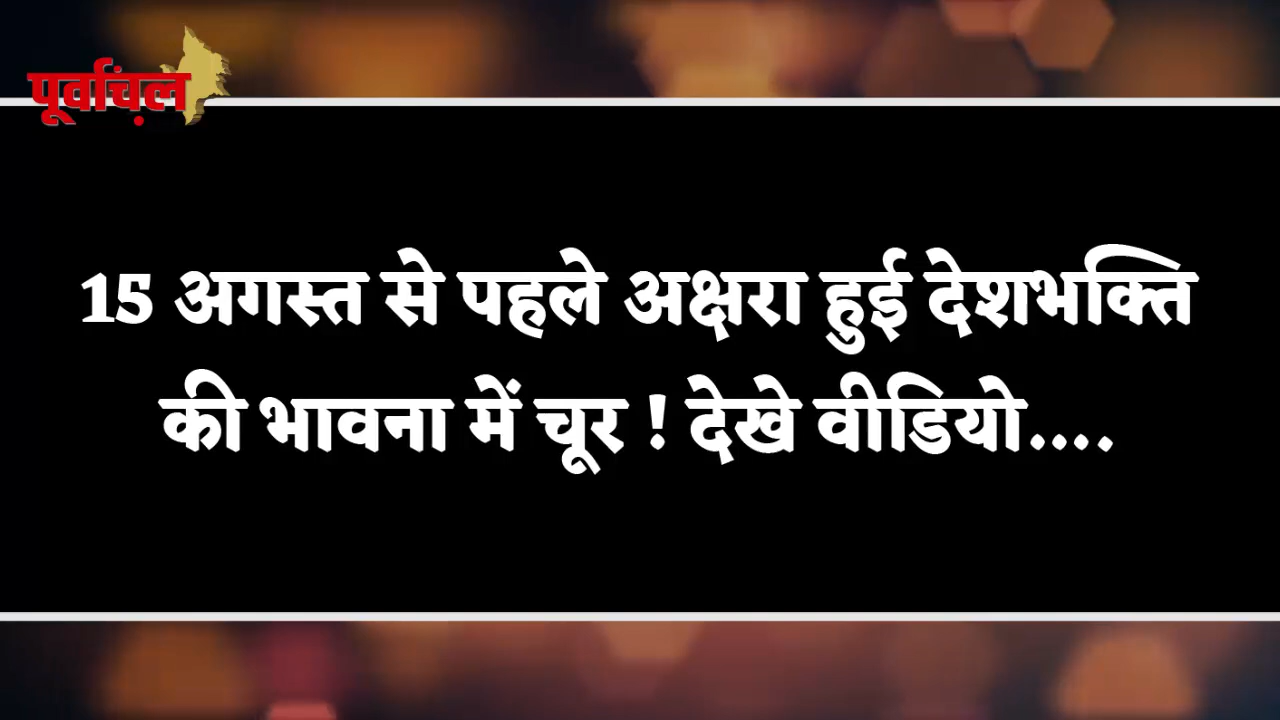 पूर्वांचल
15 अगस्त से पहले अक्षरा हुई देशभक्ति
की भावना में चूर ! देखे वीडियो....